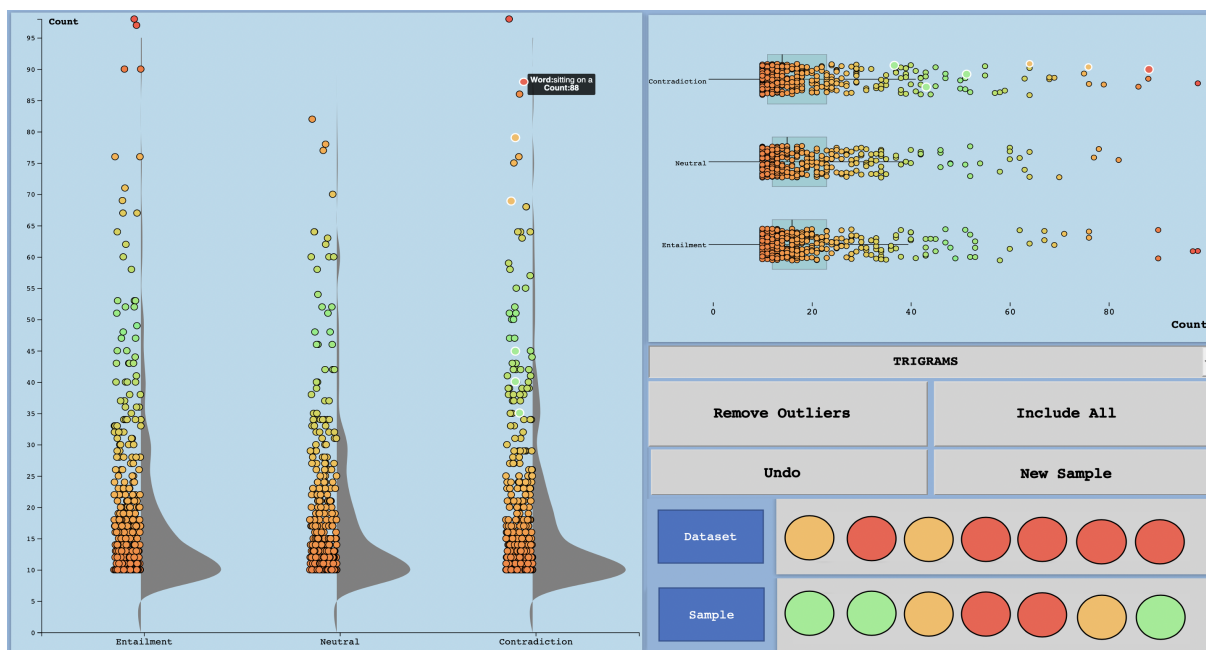 Count
95
90
85
80
75
70
65
60
55
50
45
40
35
30
25
20
15
10
5
0
Entailment
Neutral
Contradiction
Word:sitting on a
Count:88
Contradiction
Neutral
Entailment
0
20
40
60
80
Count
TRIGRAMS
Remove Outliers
Include All
Undo
New Sample
Dataset
Sample